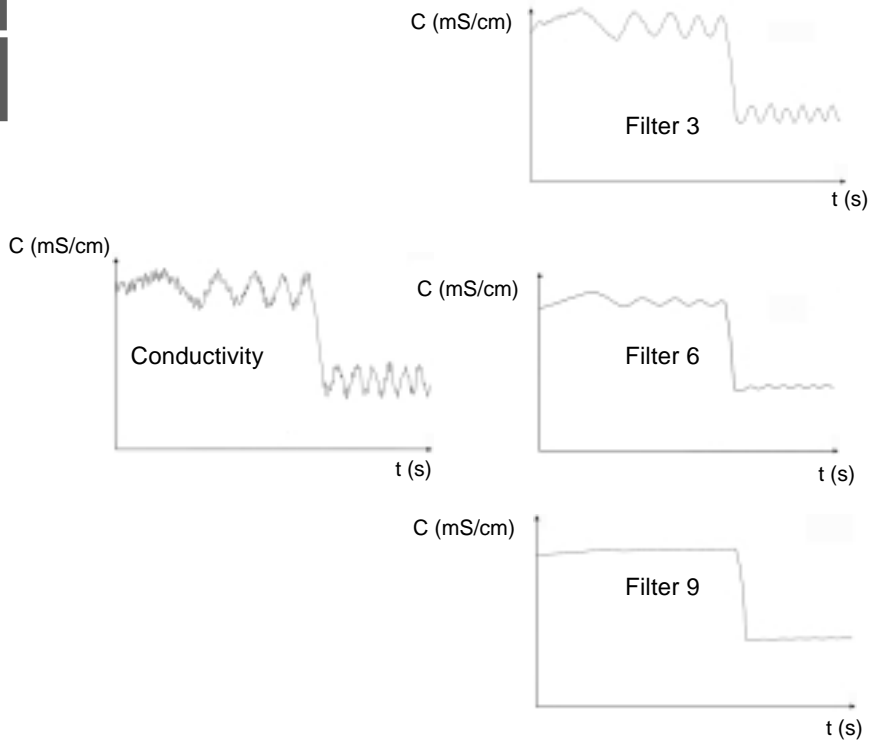 C (mS/cm)
Filter 3
t (s)
C (mS/cm)
Conductivity
t (s)
C (mS/cm)
Filter 6
t (s)
C (mS/cm)
Filter 9
t (s)